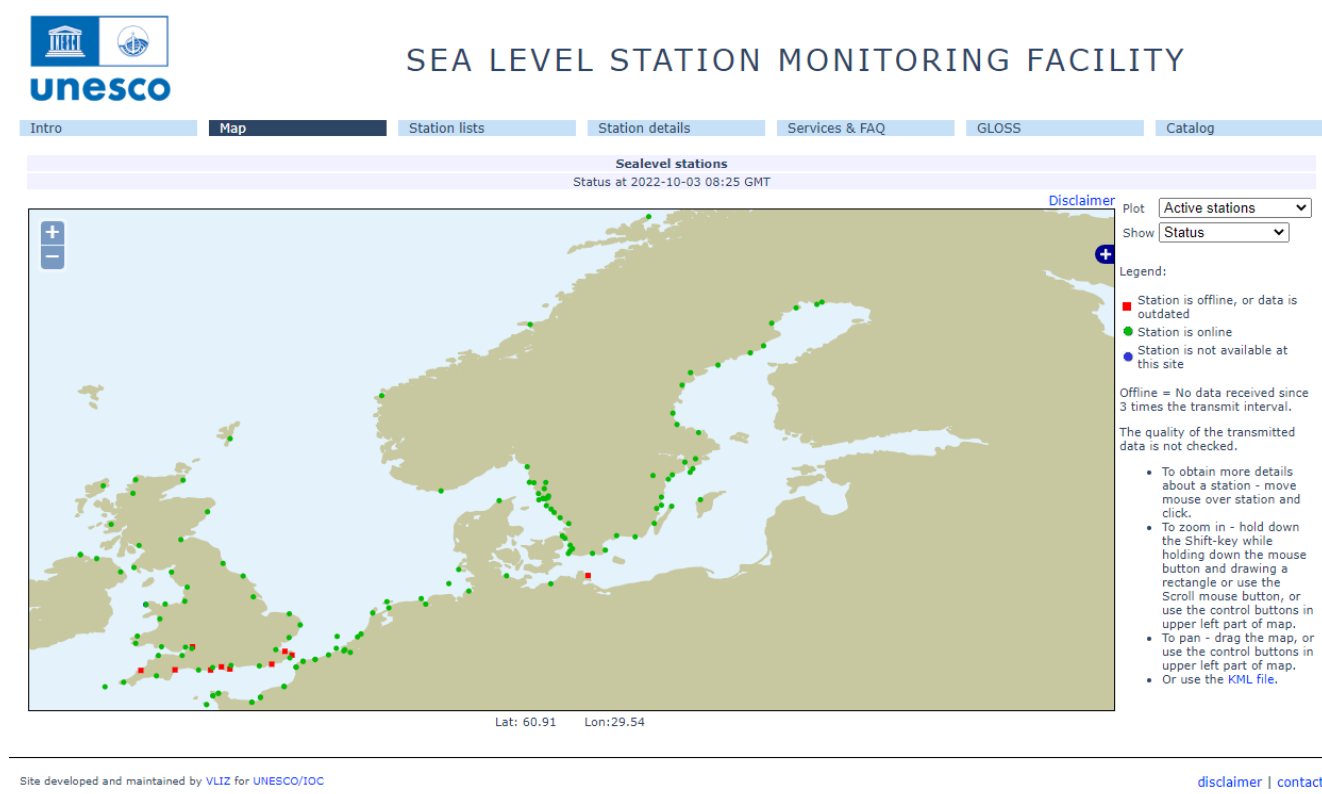 unesco
SEA LEVEL STATION MONITORING FACILITY
Intro
Map
Station lists
Station details
Services & FAQ
GLOSS
Catalog
Sealevel stations
Status at 2022-10-03 08:25 GMT
Disclaimer
Plot Active stations
Show Status
Legend:
Station is offline, or data is
outdated
Station is online
Station is not available at
this site
Offline = No data received since
3 times the transmit interval.
The quality of the transmitted
data is not checked.
• To obtain more details
about a station - move
mouse over station and
click.
• To zoom in - hold down
the Shift-key while
holding down the mouse
button and drawing a
rectangle or use the
Scroll mouse button, or
use the control buttons in
upper left part of map.
• To pan - drag the map, or
use the control buttons in
upper left part of map.
• Or use the KML file.
Lat: 60.91 Lon:29.54
Site developed and maintained by VLIZ for UNESCO/IOC
disclaimer | contact